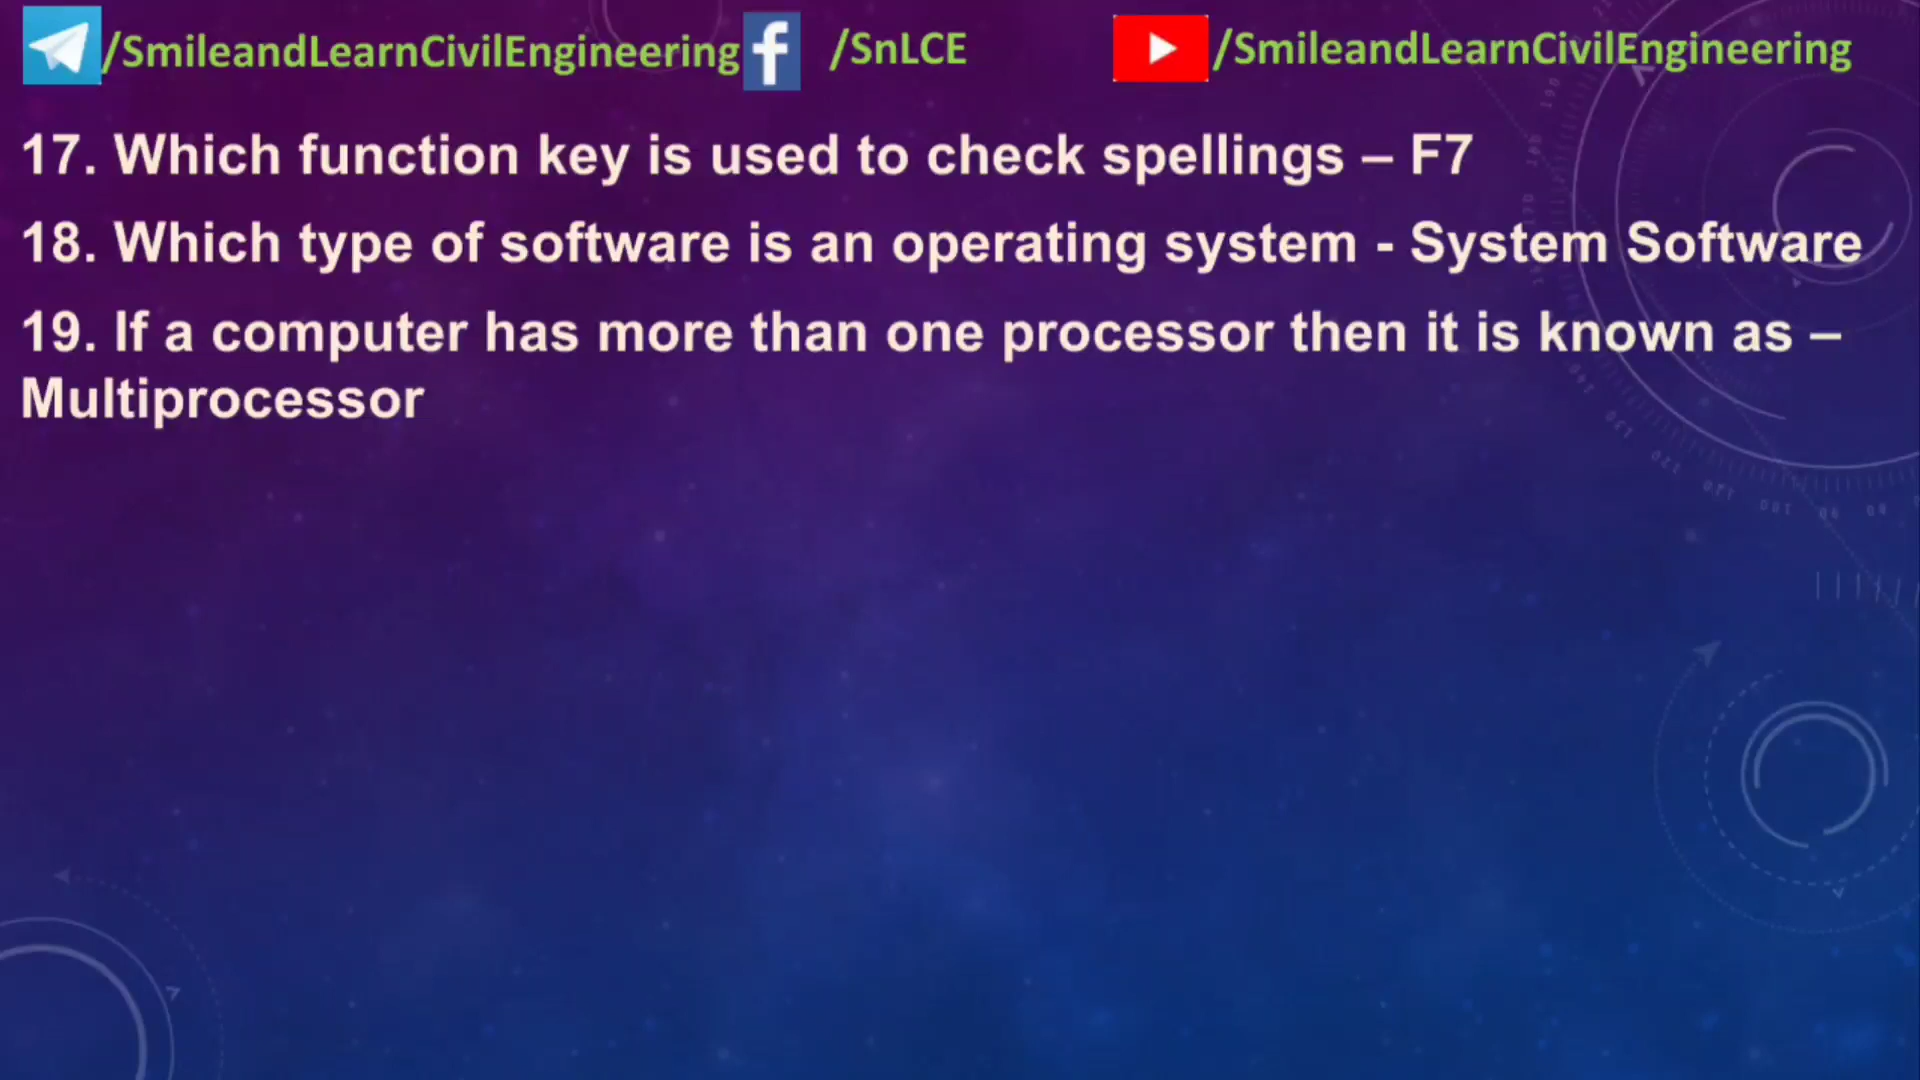 /SmileandLearnCivilEngineering /SnLCE /SmileandLearnCivilEngineering
17. Which function key is used to check spellings – F7
18. Which type of software is an operating system - System Software
19. If a computer has more than one processor then it is known as –
Multiprocessor